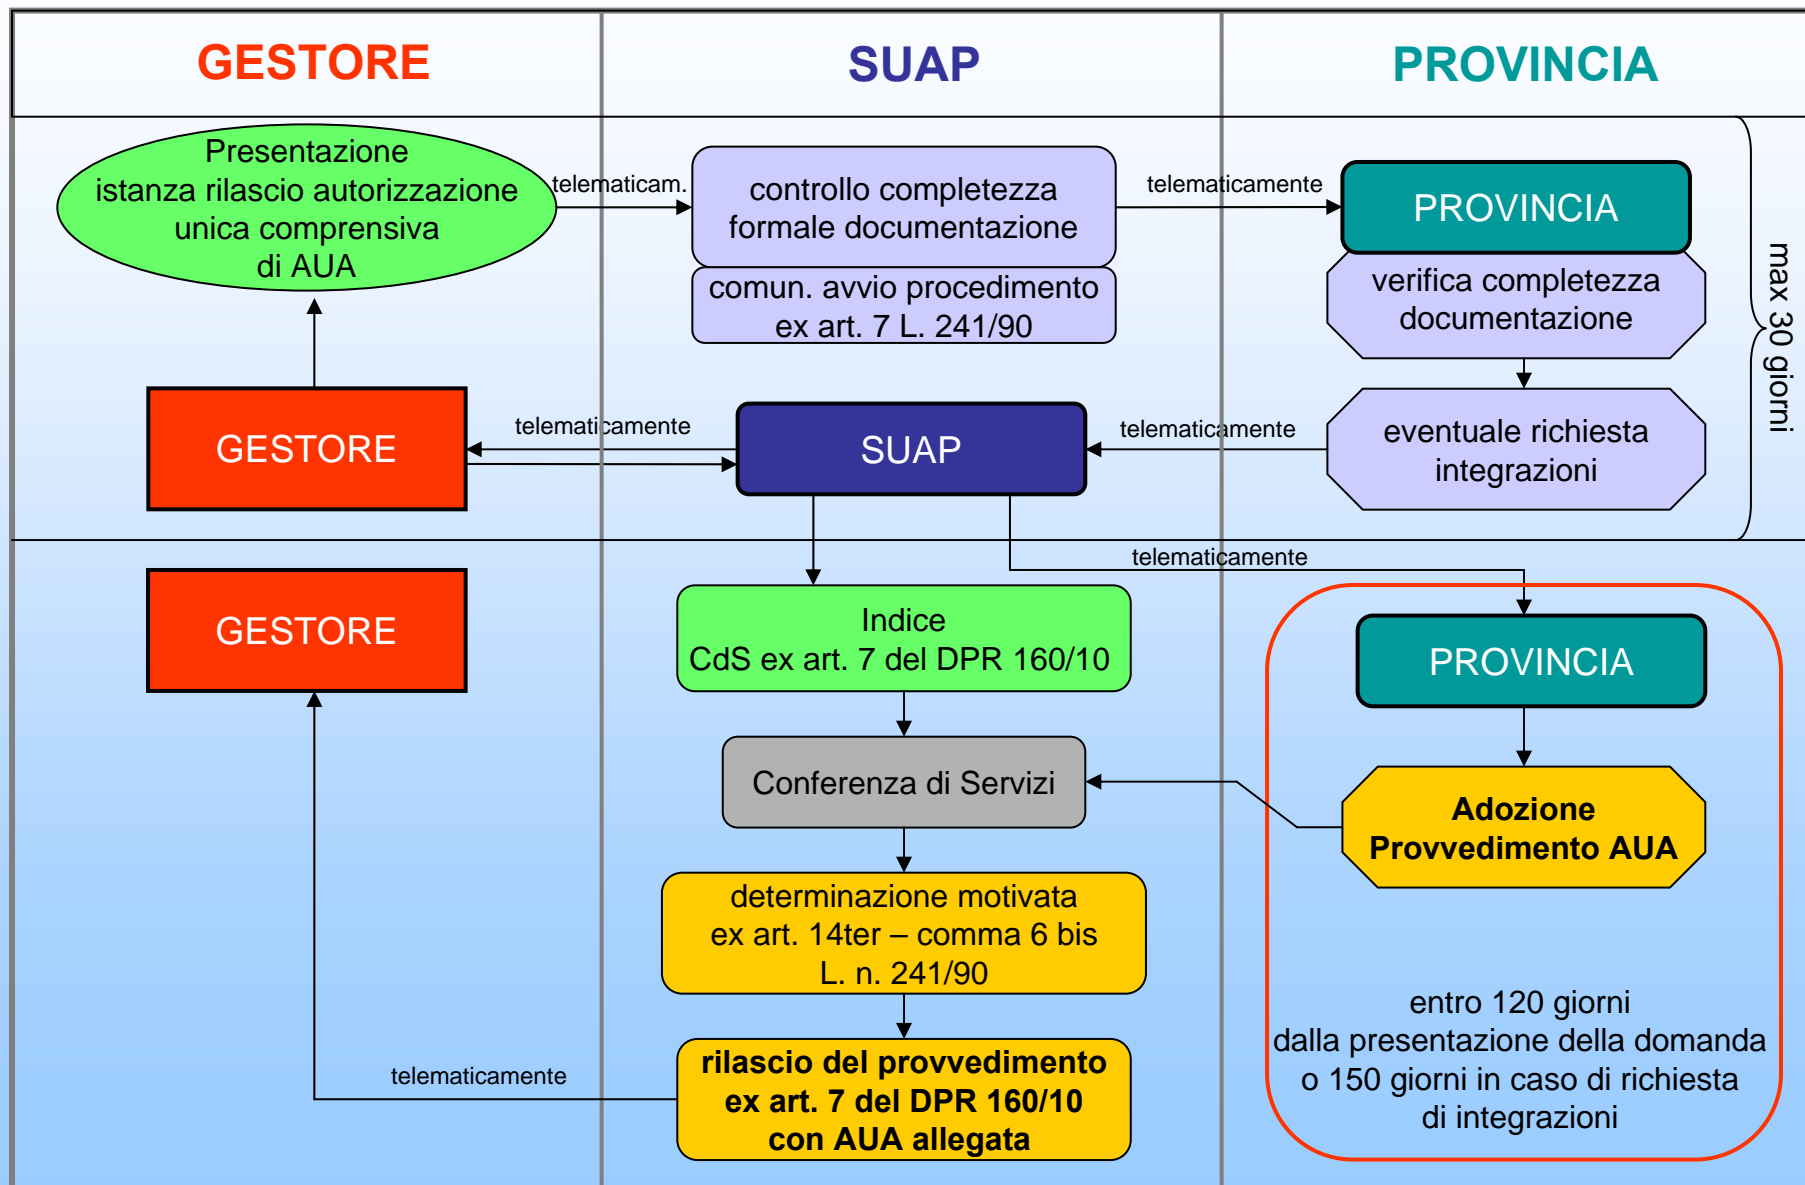 GESTORE
SUAP
PROVINCIA
Presentazione
istanza rilascio autorizzazione
unica comprensiva
di AUA
telematicam.
controllo completezza
formale documentazione
comun. avvio procedimento
ex art. 7 L. 241/90
telematicamente
PROVINCIA
verifica completezza
documentazione
max 30 giorni
GESTORE
telematicamente
SUAP
telematicamente
eventuale richiesta
integrazioni
telematicamente
GESTORE
Indice
CdS ex art. 7 del DPR 160/10
PROVINCIA
Conferenza di Servizi
Adozione
Provvedimento AUA
determinazione motivata
ex art. 14ter – comma 6 bis
L. n. 241/90
entro 120 giorni
dalla presentazione della domanda
o 150 giorni in caso di richiesta
di integrazioni
telematicamente
rilascio del provvedimento
ex art. 7 del DPR 160/10
con AUA allegata